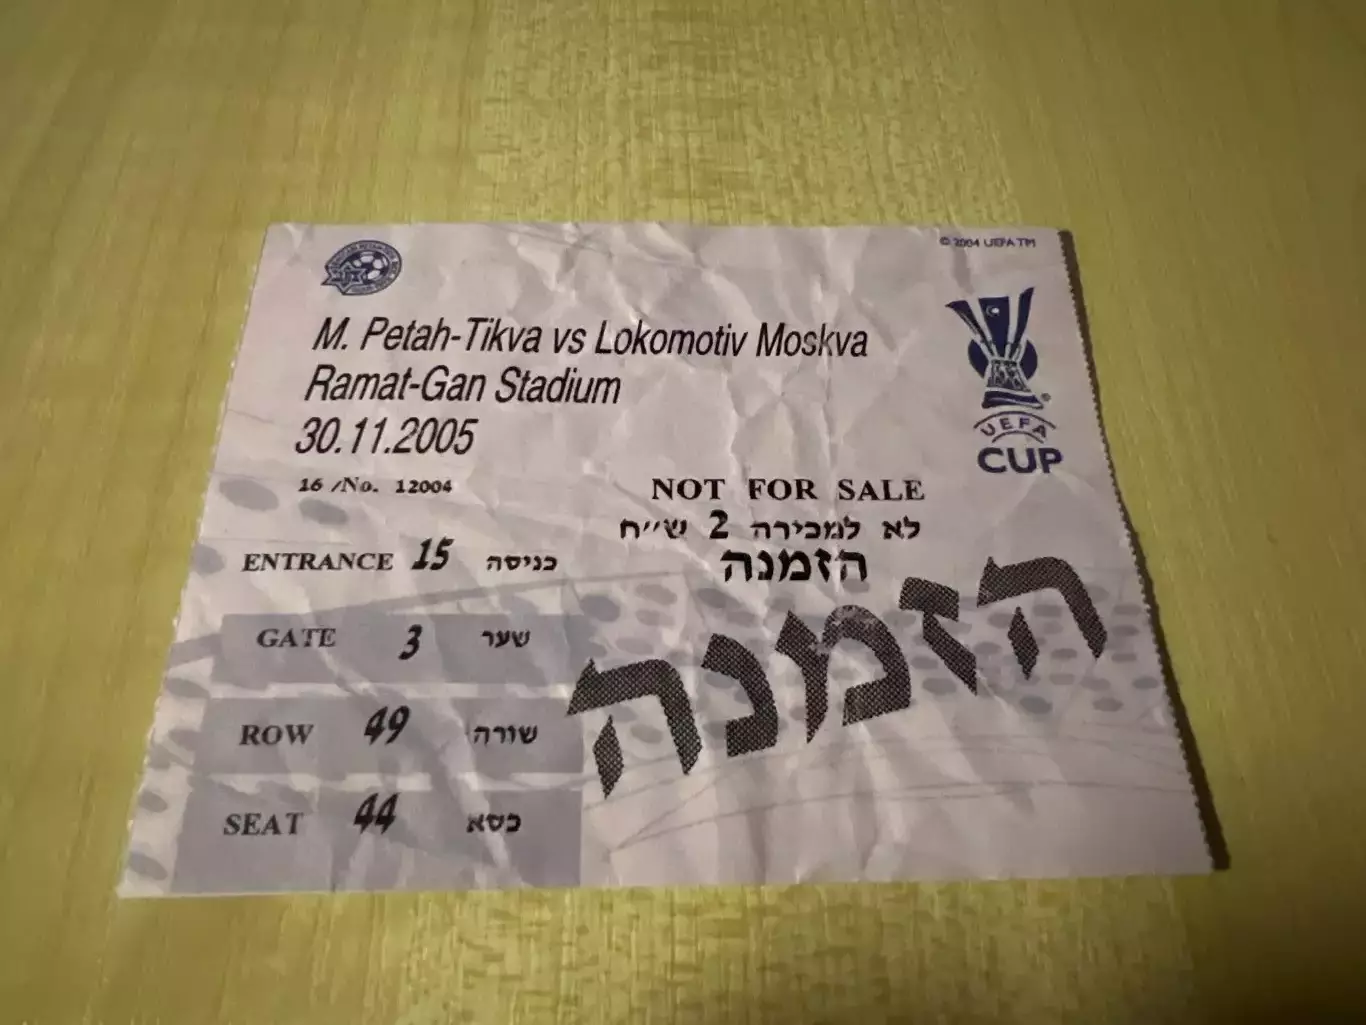 © 2004 UEFA TM
M. Petah-Tikva vs Lokomotiv Moskva
Ramat-Gan Stadium
30.11.2005
UEFA
CUP
16 /No. 12004
NOT FOR SALE
לא למכירה 2 ש״ח
הזמנה
ENTRANCE 15 כניסה
GATE 3 שער
ROW 49 שורה
SEAT 44 כסא
הזמנה